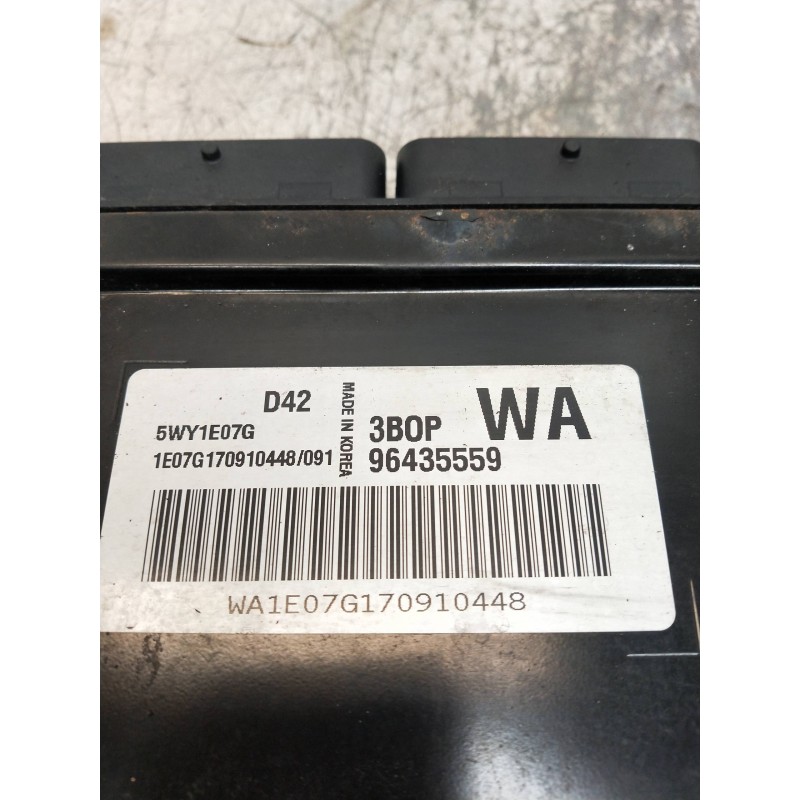 D42
5WY1E07G
1E07G170910448/091
MADE IN KOREA
3BOP WA
96435559
WA1E07G170910448